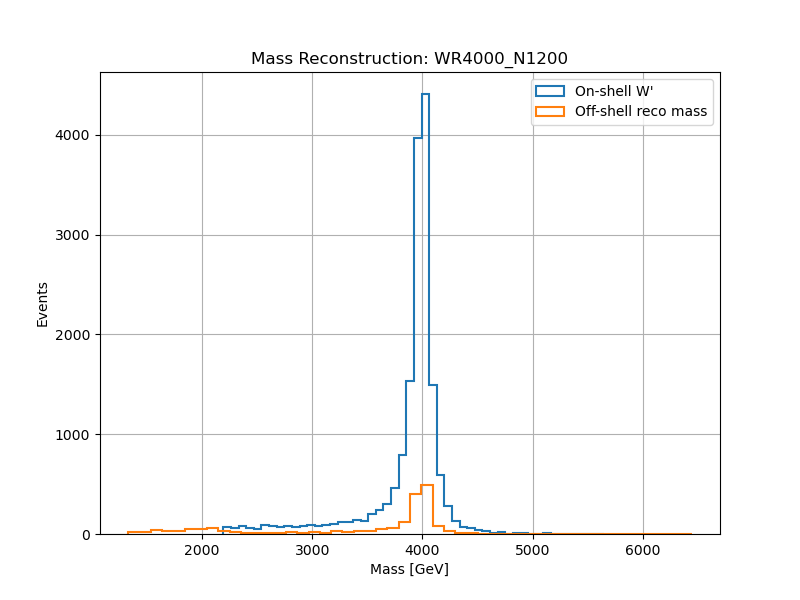 Mass Reconstruction: WR4000_N1200
On-shell W'
Off-shell reco mass
4000
3000
2000
1000
0
Events
2000 3000 4000 5000 6000
Mass [GeV]